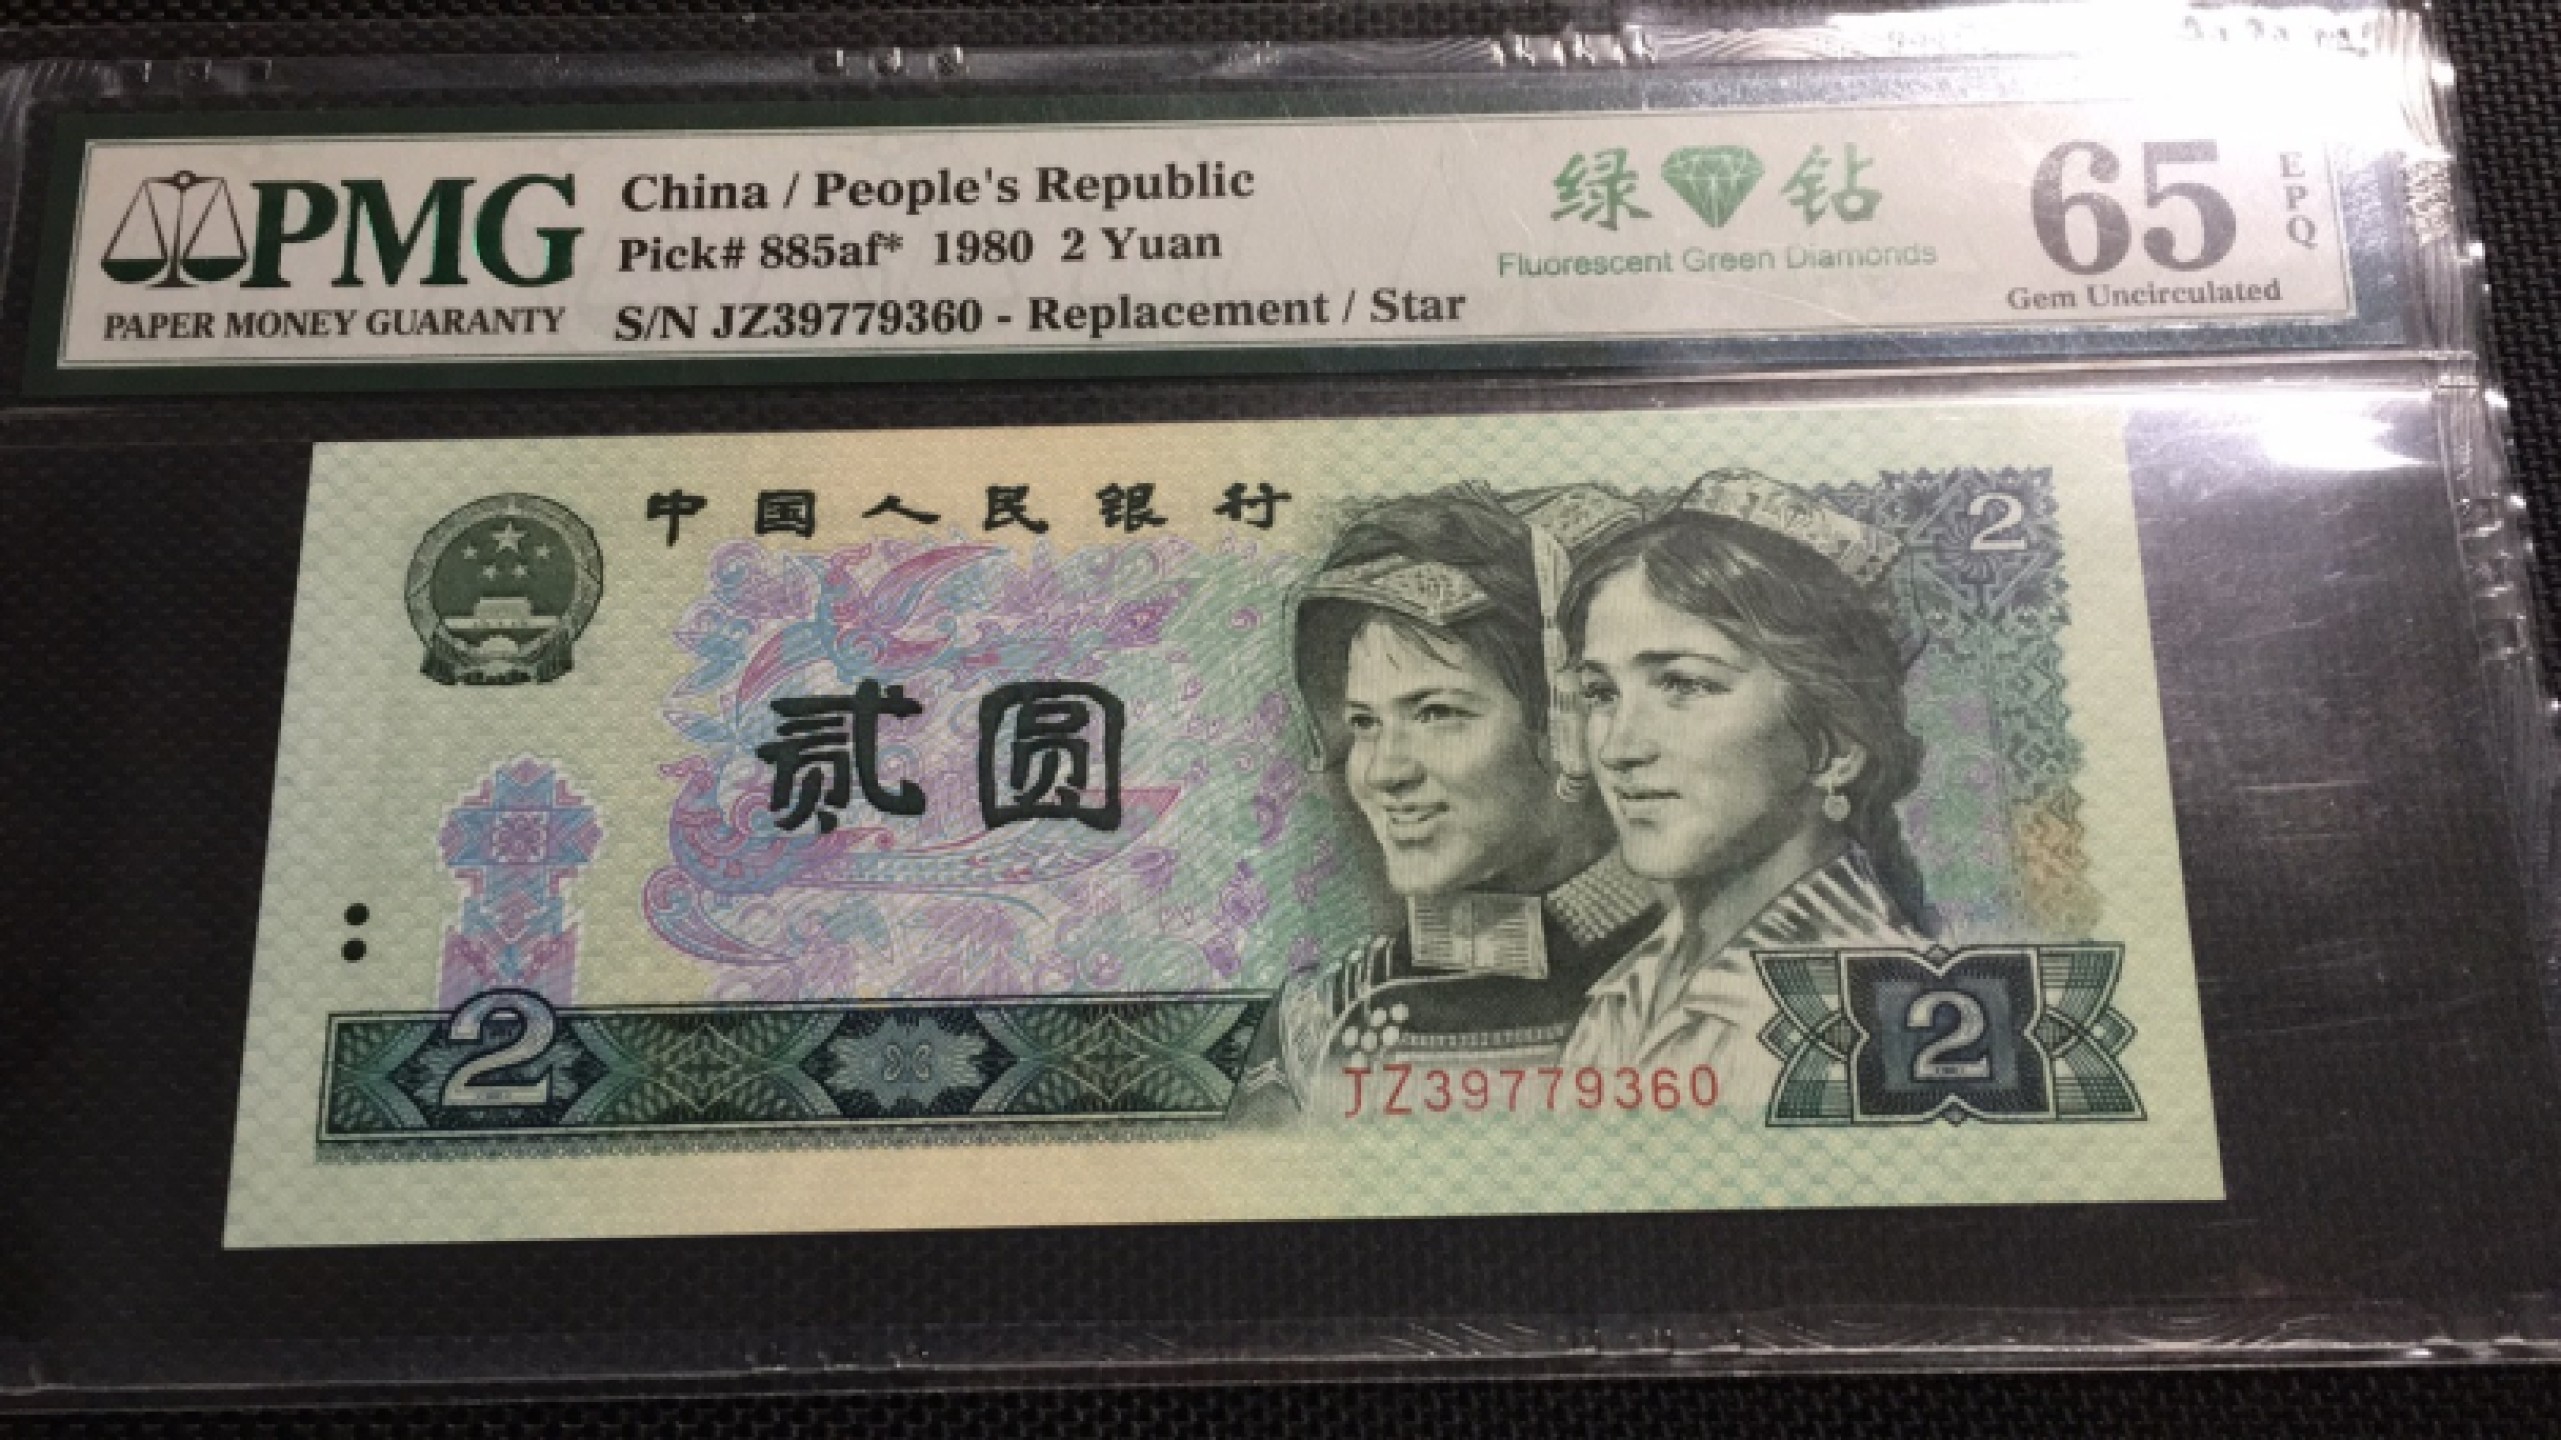 PMG
PAPER MONEY GUARANTY
China / People's Republic
Pick# 885af* 1980 2 Yuan
S/N JZ39779360 - Replacement / Star
绿 钻
Fluorescent Green Diamonds
65
EPQ
Gem Uncirculated
中国人民银行
2
贰圆
2
2
JZ39779360